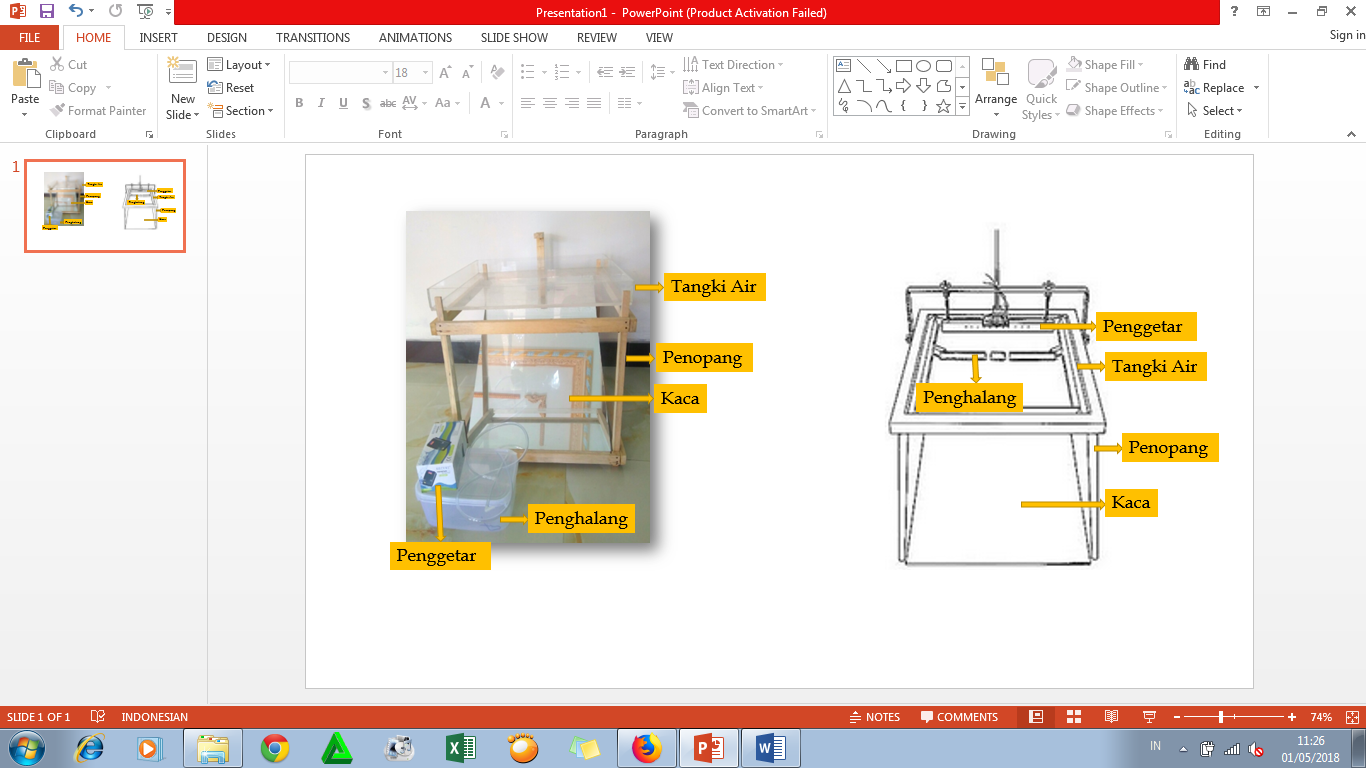 Presentation1 - PowerPoint (Product Activation Failed)
FILE
HOME
INSERT
DESIGN
TRANSITIONS
ANIMATIONS
SLIDE SHOW
REVIEW
VIEW
Sign in
Paste
Cut
Copy
Format Painter
Clipboard
New Slide
Layout
Reset
Section
Slides
18
Font
Text Direction
Align Text
Convert to SmartArt
Paragraph
Arrange
Quick Styles
Shape Fill
Shape Outline
Shape Effects
Drawing
Find
Replace
Select
Editing
1
Tangki Air
Penopang
Kaca
Penghalang
Penggetar
Penggetar
Tangki Air
Penghalang
Penopang
Kaca
SLIDE 1 OF 1
INDONESIAN
NOTES
COMMENTS
74%
IN
11:26
01/05/2018